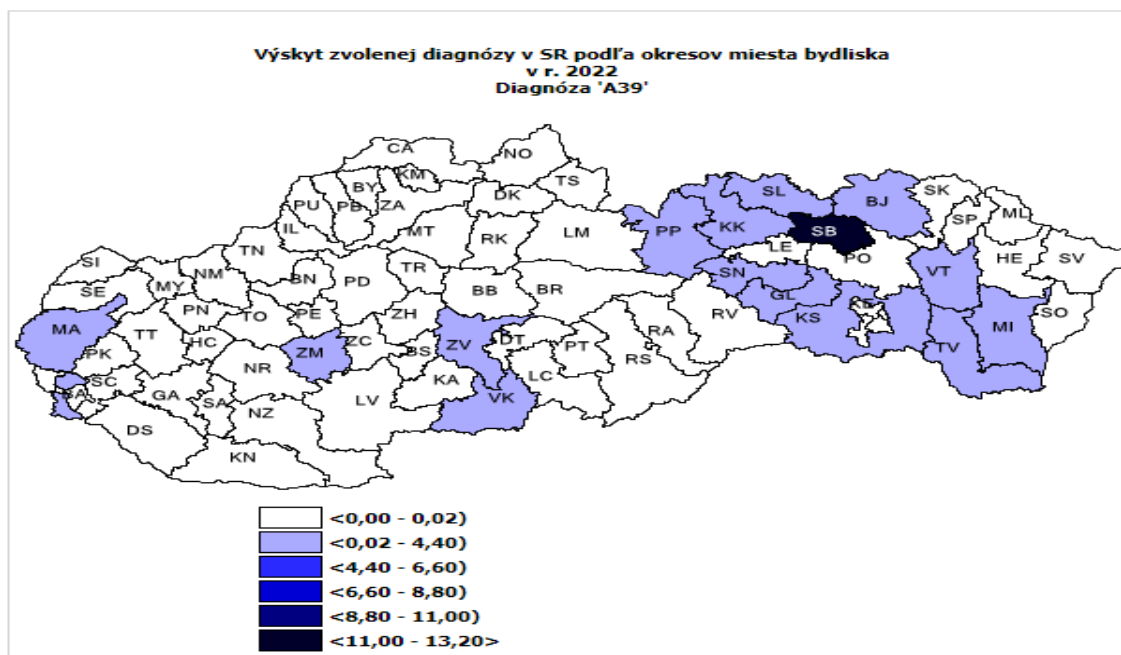 Výskyt zvolenej diagnózy v SR podľa okresov miesta bydliska
v r. 2022
Diagnóza 'A39'
CA
NO
KM
BY
TS
DK
PU
PB
ZA
SL
SK
BJ
ML
SP
IL
MT
RK
LM
PP
KK
SB
LE
PO
HE
SV
TN
SI
NM
BN
PD
TR
SN
VT
SE
MY
BB
BR
GL
PN
TO
PE
ZH
KS
KE
MI
SO
MA
TT
HC
ZM
ZC
ZV
DT
PT
RA
RV
BS
TV
PK
NR
RS
SC
KA
LC
BA
GA
SA
LV
VK
NZ
DS
KN
<0,00 - 0,02)
<0,02 - 4,40)
<4,40 - 6,60)
<6,60 - 8,80)
<8,80 - 11,00)
<11,00 - 13,20>